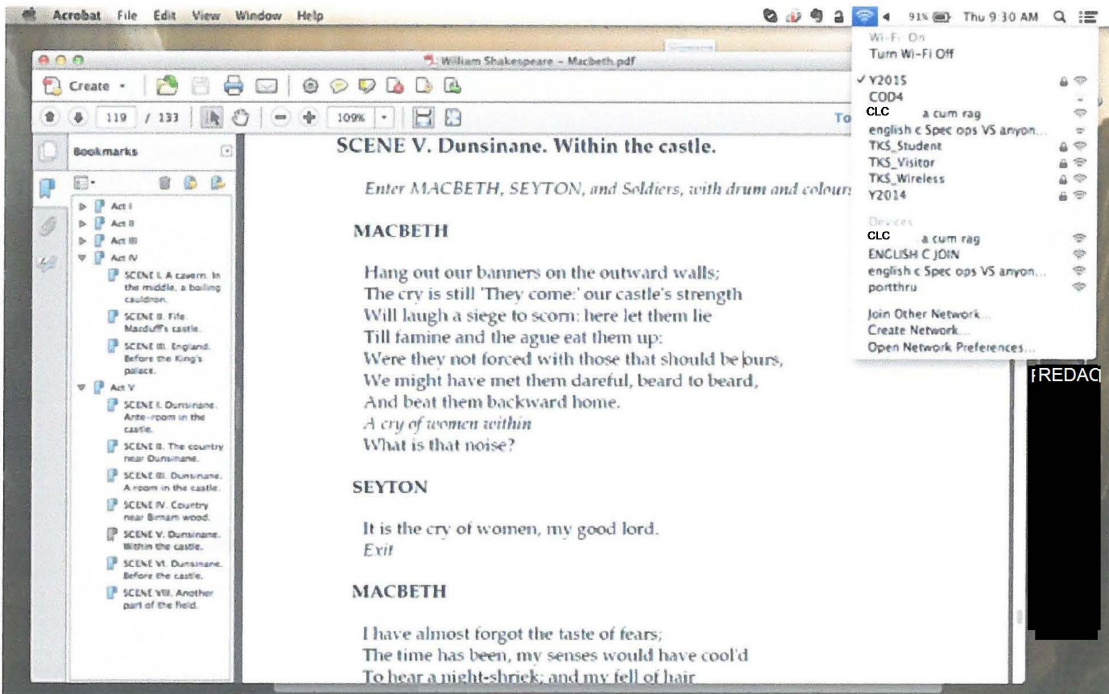 Acrobat File Edit View Window Help
91% Thu 9:30 AM
William Shakespeare – Macbeth.pdf
Create
119 / 133
109%
To
Bookmarks
Act I
Act II
Act III
Act IV
SCENE I. A cavern. In
the middle, a boiling
cauldron.
SCENE II. Fife.
Macduff's castle.
SCENE III. England.
Before the King's
palace.
Act V
SCENE I. Dunsinane.
Ante-room in the
castle.
SCENE II. The country
near Dunsinane.
SCENE III. Dunsinane.
A room in the castle.
SCENE IV. Country
near Birnam wood.
SCENE V. Dunsinane.
Within the castle.
SCENE VI. Dunsinane.
Before the castle.
SCENE VIII. Another
part of the field.
SCENE V. Dunsinane. Within the castle.
Enter MACBETH, SEYTON, and Soldiers, with drum and colours
MACBETH
Hang out our banners on the outward walls;
The cry is still 'They come:' our castle's strength
Will laugh a siege to scorn: here let them lie
Till famine and the ague eat them up:
Were they not forced with those that should be ours,
We might have met them dareful, beard to beard,
And beat them backward home.
A cry of women within
What is that noise?
SEYTON
It is the cry of women, my good lord.
Exit
MACBETH
I have almost forgot the taste of fears;
The time has been, my senses would have cool'd
To hear a night-shriek; and my fell of hair
Wi-Fi: On
Turn Wi-Fi Off
Y2015
COD4
CLC a cum rag
english c Spec ops VS anyon...
TKS_Student
TKS_Visitor
TKS_Wireless
Y2014
Devices
CLC a cum rag
ENGLISH C JOIN
english c Spec ops VS anyon...
portthru
Join Other Network...
Create Network...
Open Network Preferences...
REDAC